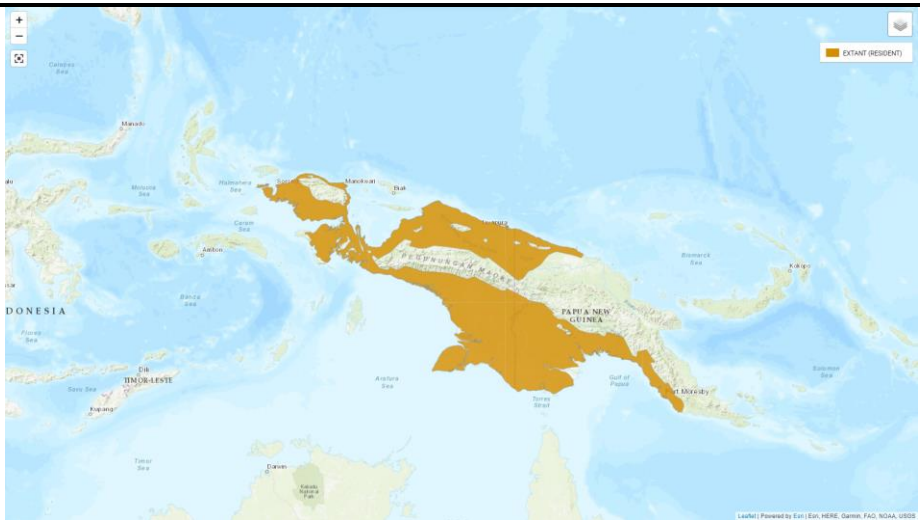 +
−
EXTANT (RESIDENT)
Celebes
Sea
Manado
Molucca
Sea
Halmahera
Sea
Manokwari
Biak
Ceram
Sea
Ambon
PEGUNUNGAN MAOKE
Bismarck
Sea
Kokopo
Banda
Sea
DONESIA
PAPUA NEW
GUINEA
Flores
Sea
Solomon
Sea
Dili
TIMOR-LESTE
Savu Sea
Arafura
Sea
Gulf of
Papua
Port Moresby
Kupang
Torres
Strait
Timor
Sea
Darwin
Kakadu
National
Park
Leaflet | Powered by Esri | Esri, HERE, Garmin, FAO, NOAA, USGS